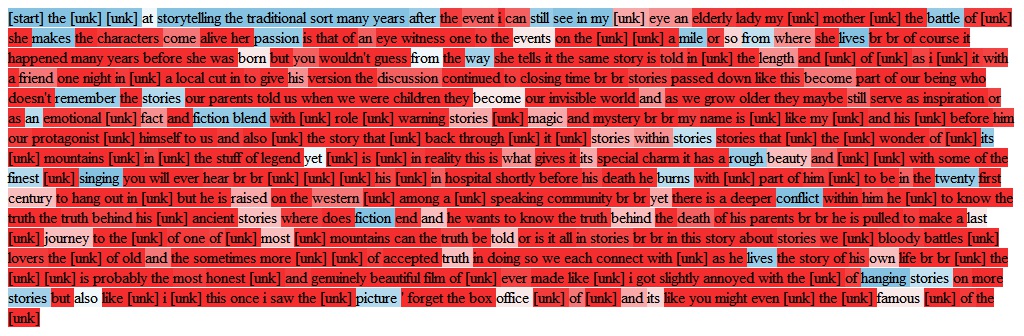 [start] the [unk] [unk] at storytelling the traditional sort many years after the event i can still see in my [unk] eye an elderly lady my [unk] mother [unk] the battle of [unk]
she makes the characters come alive her passion is that of an eye witness one to the events on the [unk] [unk] a mile or so from where she lives br br of course it
happened many years before she was born but you wouldn't guess from the way she tells it the same story is told in [unk] the length and [unk] of [unk] as i [unk] it with
a friend one night in [unk] a local cut in to give his version the discussion continued to closing time br br stories passed down like this become part of our being who
doesn't remember the stories our parents told us when we were children they become our invisible world and as we grow older they maybe still serve as inspiration or
as an emotional [unk] fact and fiction blend with [unk] role [unk] warning stories [unk] magic and mystery br br my name is [unk] like my [unk] and his [unk] before him
our protagonist [unk] himself to us and also [unk] the story that [unk] back through [unk] it [unk] stories within stories stories that [unk] the [unk] wonder of [unk] its
[unk] mountains [unk] in [unk] the stuff of legend yet [unk] is [unk] in reality this is what gives it its special charm it has a rough beauty and [unk] [unk] with some of the
finest [unk] singing you will ever hear br br [unk] [unk] [unk] his [unk] in hospital shortly before his death he burns with [unk] part of him [unk] to be in the twenty first
century to hang out in [unk] but he is raised on the western [unk] among a [unk] speaking community br br yet there is a deeper conflict within him he [unk] to know the
truth the truth behind his [unk] ancient stories where does fiction end and he wants to know the truth behind the death of his parents br br he is pulled to make a last
[unk] journey to the [unk] of one of [unk] most [unk] mountains can the truth be told or is it all in stories br br in this story about stories we [unk] bloody battles [unk]
lovers the [unk] of old and the sometimes more [unk] [unk] of accepted truth in doing so we each connect with [unk] as he lives the story of his own life br br [unk] the
[unk] [unk] is probably the most honest [unk] and genuinely beautiful film of [unk] ever made like [unk] i got slightly annoyed with the [unk] of hanging stories on more
stories but also like [unk] i [unk] this once i saw the [unk] picture ' forget the box office [unk] of [unk] and its like you might even [unk] the [unk] famous [unk] of the
[unk]